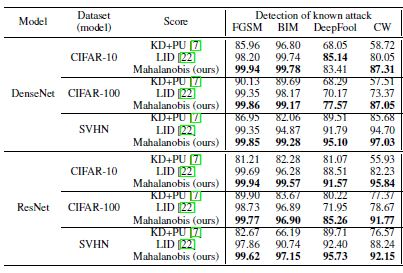 Model Dataset (model) Score Detection of known attack
FGSM BIM DeepFool CW
DenseNet CIFAR-10 KD+PU [7] 85.96 96.80 68.05 58.72
LID [22] 98.20 99.74 85.14 80.05
Mahalanobis (ours) 99.94 99.78 83.41 87.31
CIFAR-100 KD+PU [7] 90.13 89.69 68.29 57.51
LID [22] 99.35 98.17 70.17 73.37
Mahalanobis (ours) 99.86 99.17 77.57 87.05
SVHN KD+PU [7] 86.95 82.06 89.51 85.68
LID [22] 99.35 94.87 91.79 94.70
Mahalanobis (ours) 99.85 99.28 95.10 97.03
ResNet CIFAR-10 KD+PU [7] 81.21 82.28 81.07 55.93
LID [22] 99.69 96.28 88.51 82.23
Mahalanobis (ours) 99.94 99.57 91.57 95.84
CIFAR-100 KD+PU [7] 89.90 83.67 80.22 77.37
LID [22] 98.73 96.89 71.95 78.67
Mahalanobis (ours) 99.77 96.90 85.26 91.77
SVHN KD+PU [7] 82.67 66.19 89.71 76.57
LID [22] 97.86 90.74 92.40 88.24
Mahalanobis (ours) 99.62 97.15 95.73 92.15